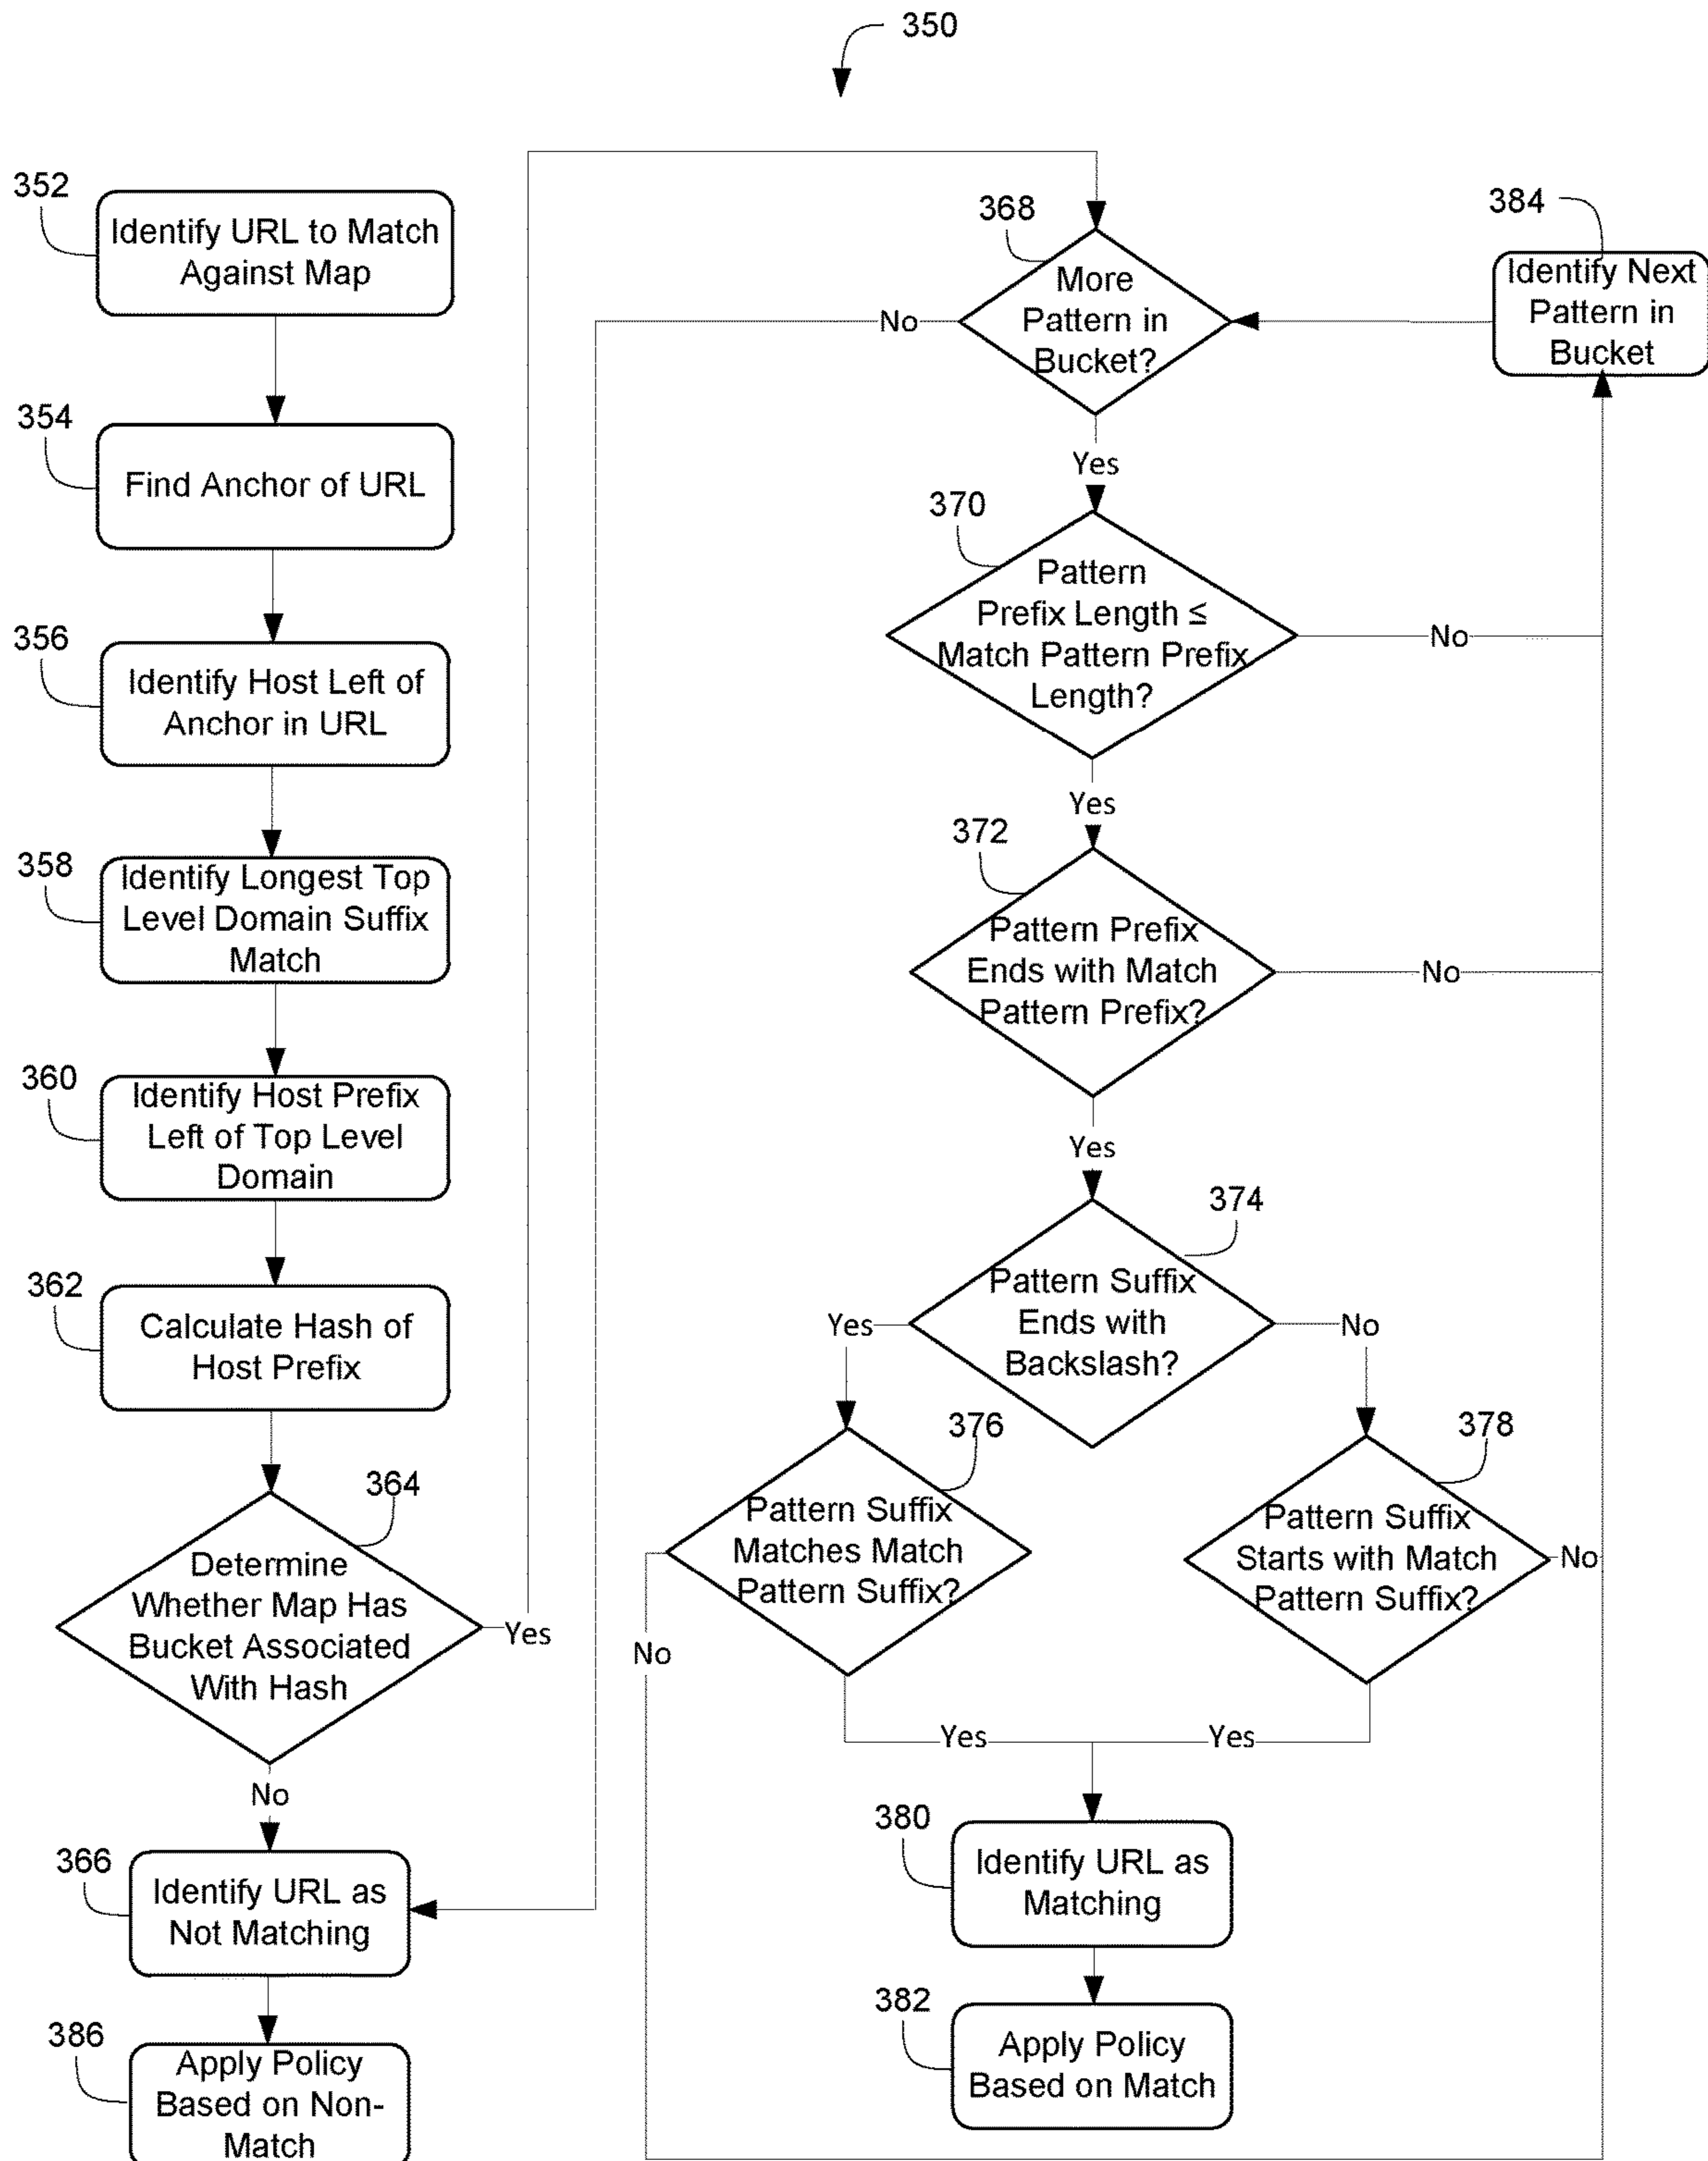 350
352
Identify URL to Match
Against Map
354
Find Anchor of URL
356
Identify Host Left of
Anchor in URL
358
Identify Longest Top
Level Domain Suffix
Match
360
Identify Host Prefix
Left of Top Level
Domain
362
Calculate Hash of
Host Prefix
364
Determine
Whether Map Has
Bucket Associated
With Hash
Yes
No
366
Identify URL as
Not Matching
386
Apply Policy
Based on Non-
Match
368
More
Pattern in
Bucket?
No
Yes
384
Identify Next
Pattern in
Bucket
370
Pattern
Prefix Length ≤
Match Pattern Prefix
Length?
No
Yes
372
Pattern Prefix
Ends with Match
Pattern Prefix?
No
Yes
374
Pattern Suffix
Ends with
Backslash?
Yes
No
376
Pattern Suffix
Matches Match
Pattern Suffix?
No
Yes
378
Pattern Suffix
Starts with Match
Pattern Suffix?
No
Yes
380
Identify URL as
Matching
382
Apply Policy
Based on Match